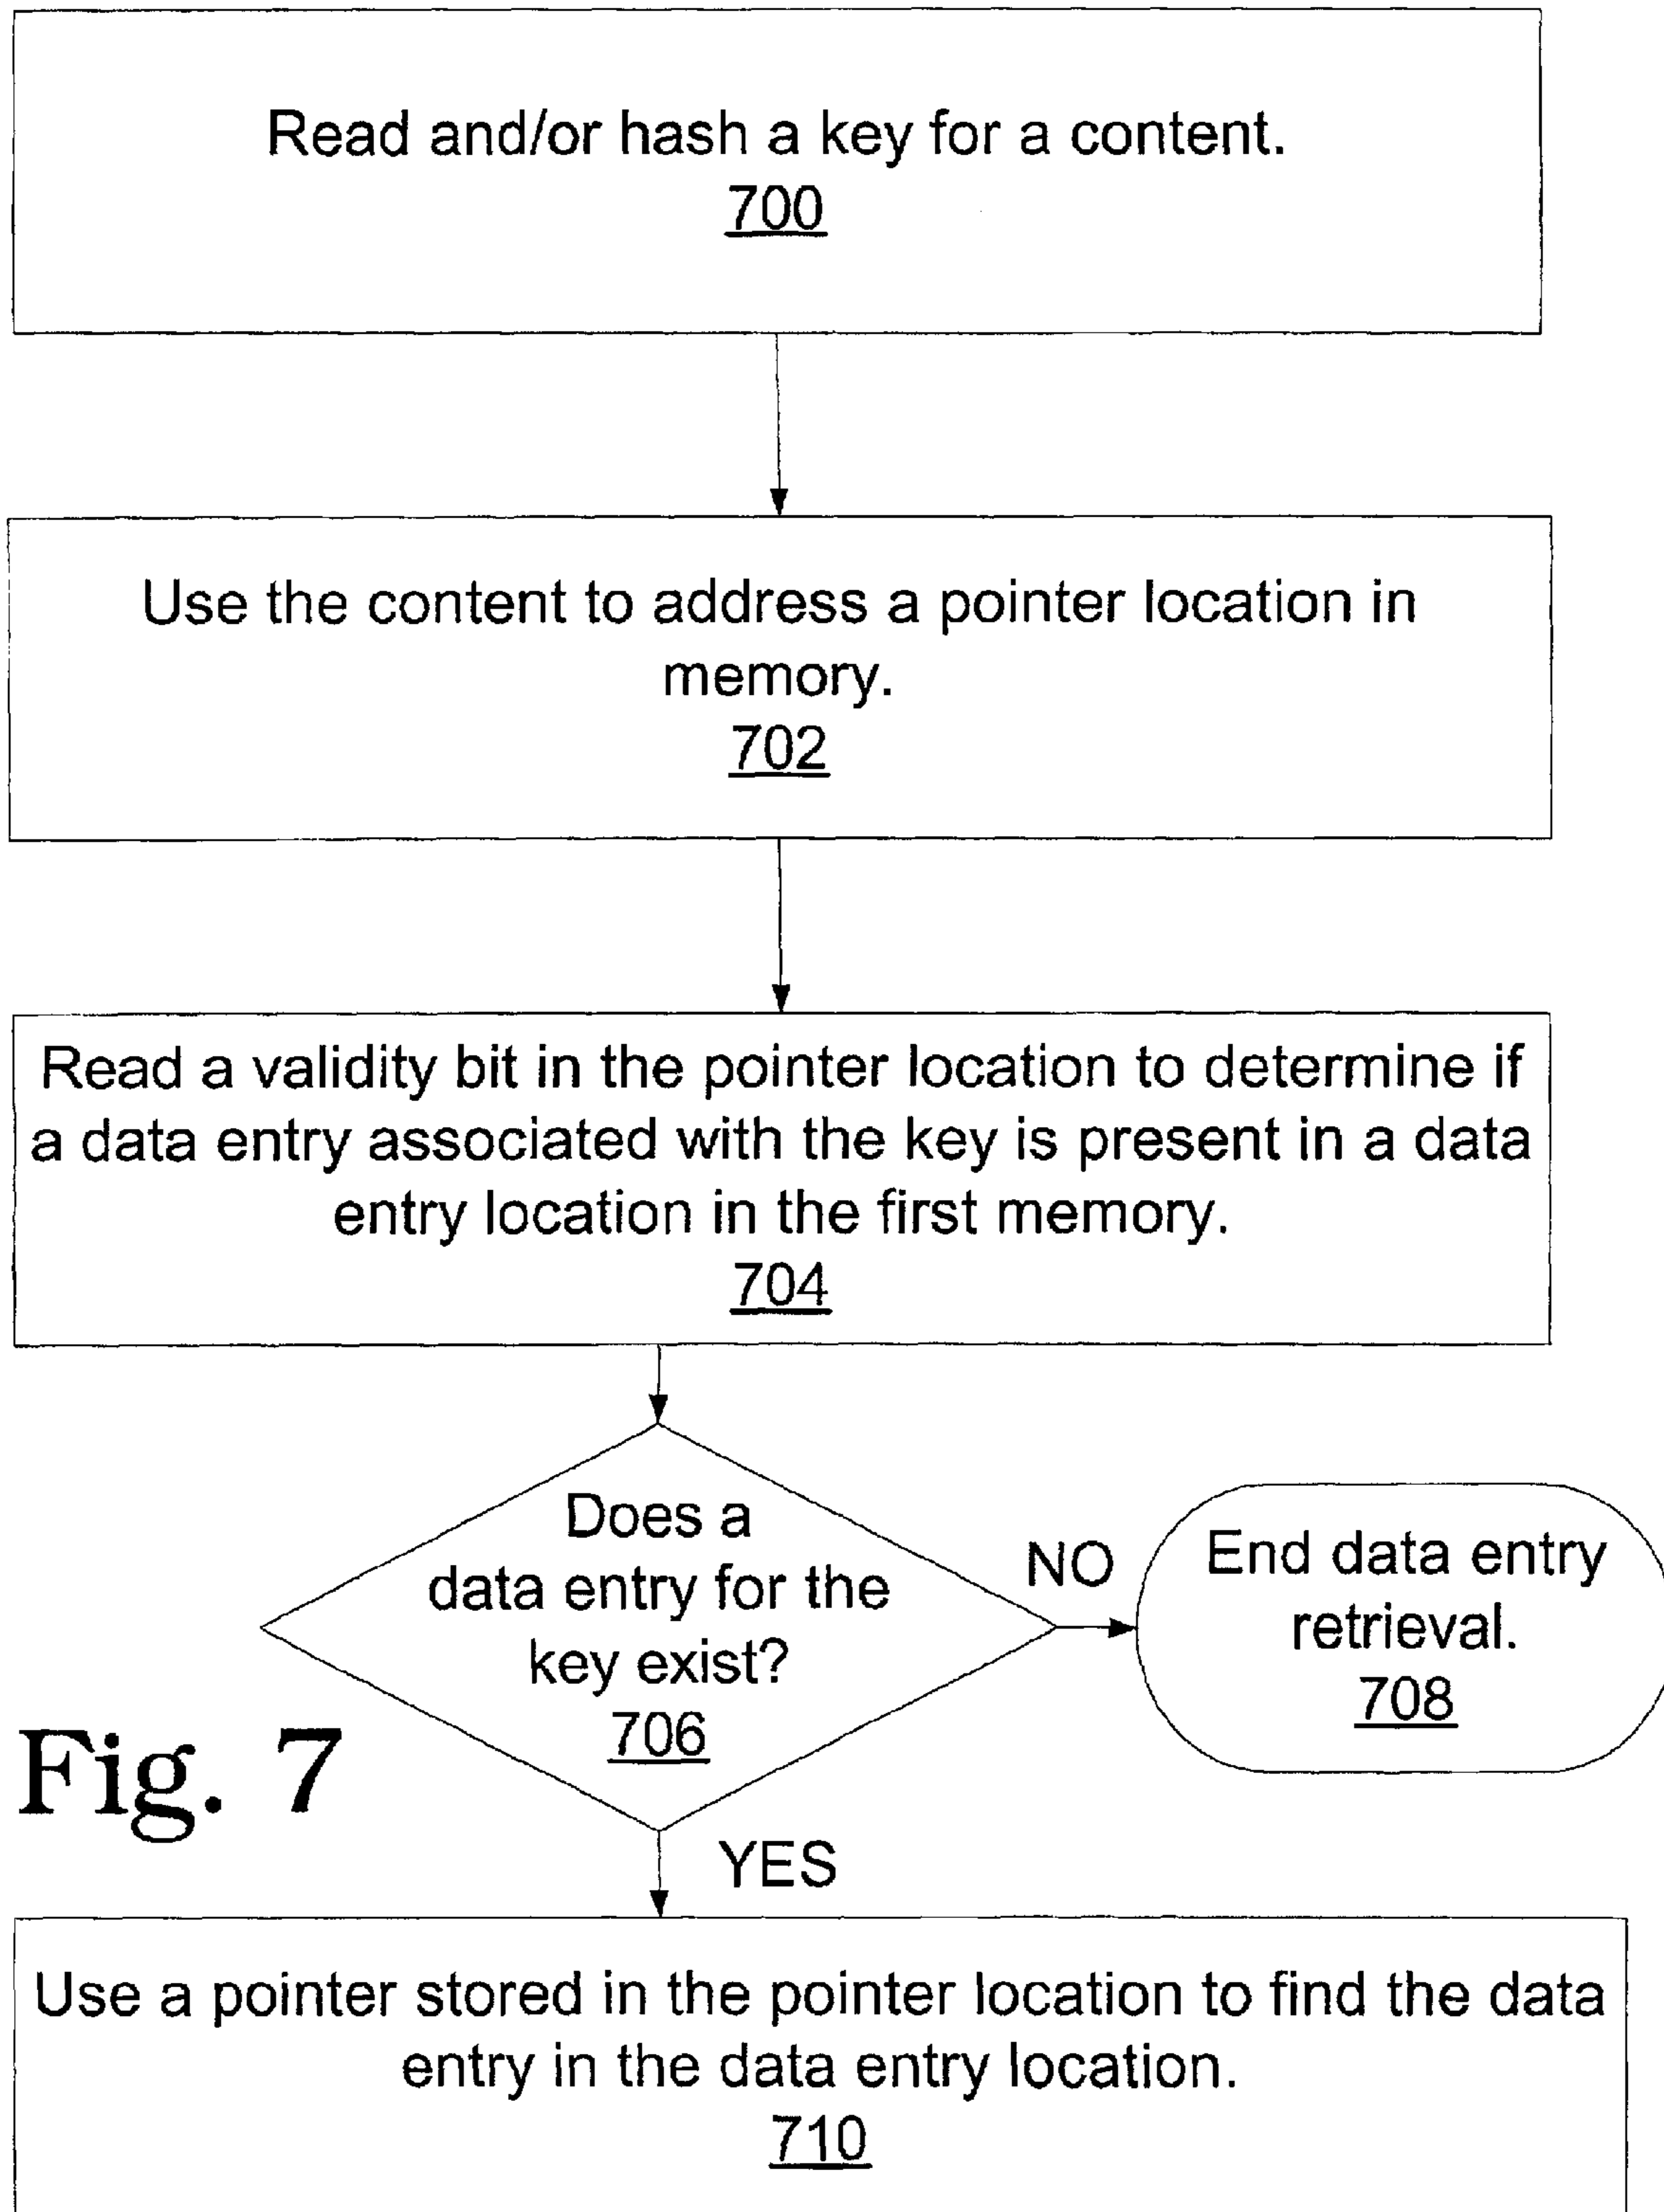 Read and/or hash a key for a content.
700
Use the content to address a pointer location in
memory.
702
Read a validity bit in the pointer location to determine if
a data entry associated with the key is present in a data
entry location in the first memory.
704
Does a
data entry for the
key exist?
706
NO
End data entry
retrieval.
708
Fig. 7
YES
Use a pointer stored in the pointer location to find the data
entry in the data entry location.
710